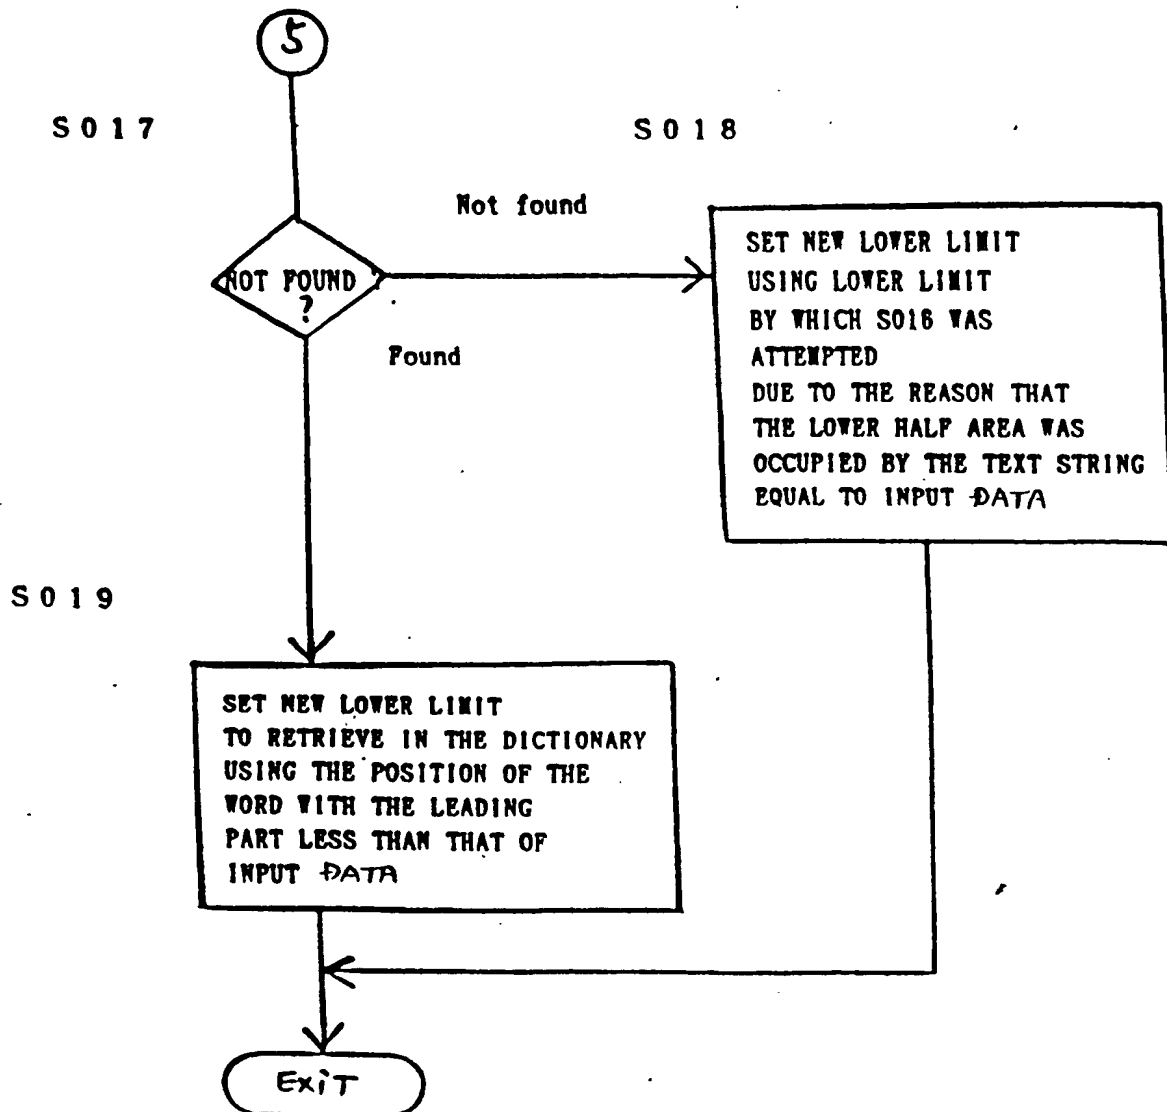 5
S017
S018
Not found
NOT FOUND
?
Found
SET NEW LOWER LIMIT
USING LOWER LIMIT
BY WHICH S016 WAS
ATTEMPTED
DUE TO THE REASON THAT
THE LOWER HALF AREA WAS
OCCUPIED BY THE TEXT STRING
EQUAL TO INPUT DATA
S019
SET NEW LOWER LIMIT
TO RETRIEVE IN THE DICTIONARY
USING THE POSITION OF THE
WORD WITH THE LEADING
PART LESS THAN THAT OF
INPUT DATA
EXiT